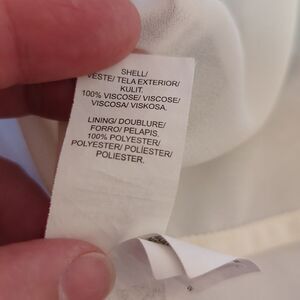 SHELL/
VESTE/ TELA EXTERIOR/
KULIT.
100% VISCOSE/ VISCOSE/
VISCOSA/ VISKOSA.
LINING/ DOUBLURE/
FORRO/ PELAPIS.
100% POLYESTER/
POLYESTER/ POLIÉSTER/
POLIESTER.